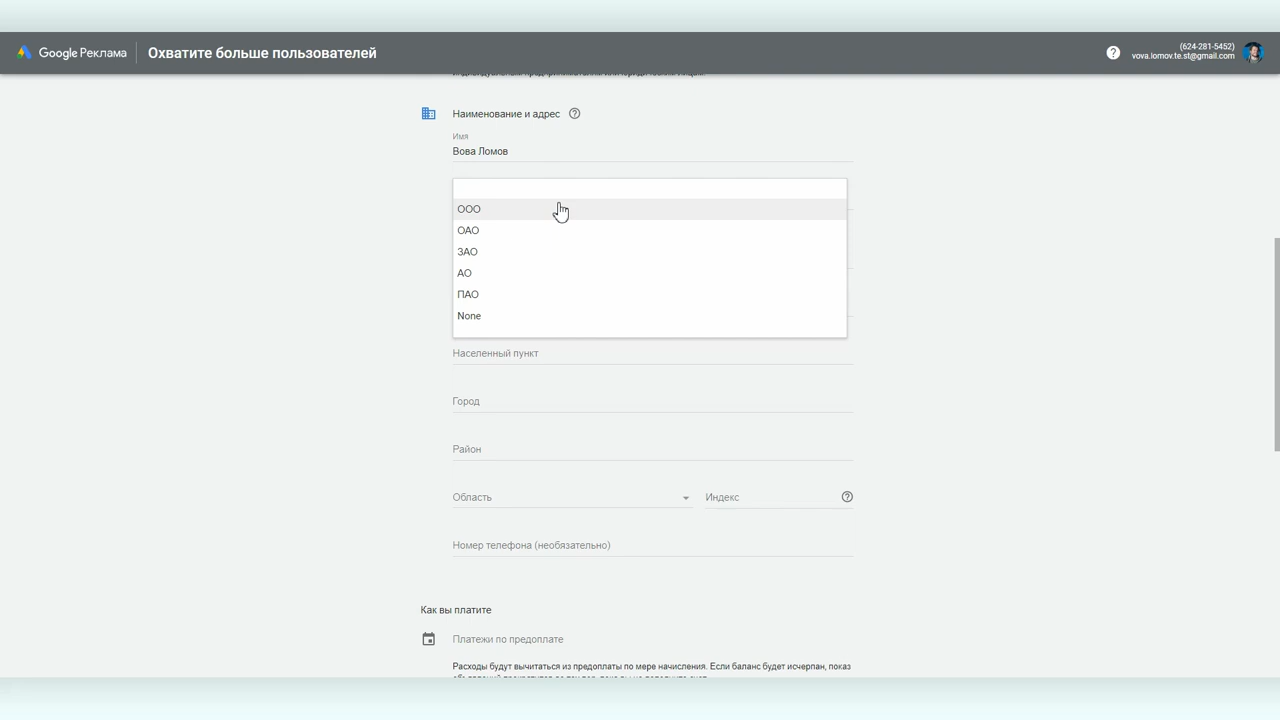 Google Реклама
Охватите больше пользователей
(624-281-5452)
vova.lomov.te.st@gmail.com
Наименование и адрес
Имя
Вова Ломов
ООО
ОАО
ЗАО
АО
ПАО
None
Населенный пункт
Город
Район
Область
Индекс
Номер телефона (необязательно)
Как вы платите
Платежи по предоплате
Расходы будут вычитаться из предоплаты по мере начисления. Если баланс будет исчерпан, показ